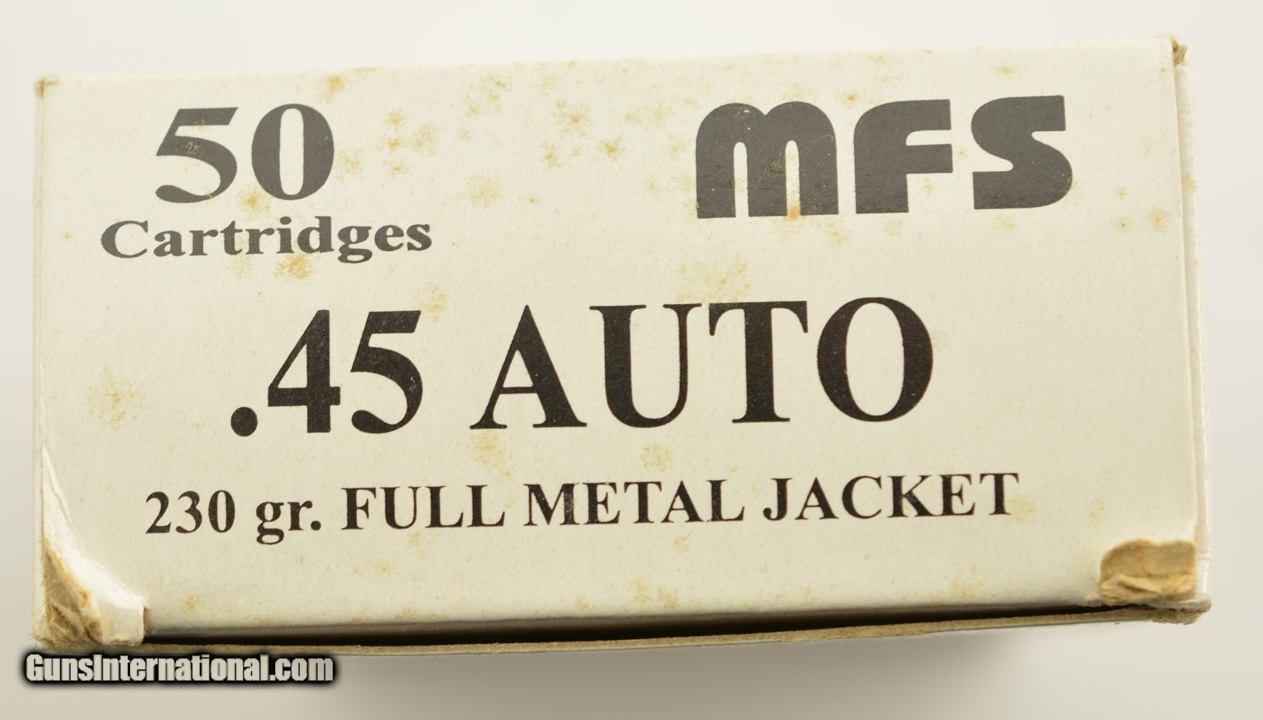 50
Cartridges
MFS
.45 AUTO
230 gr. FULL METAL JACKET
GunsInternational.com